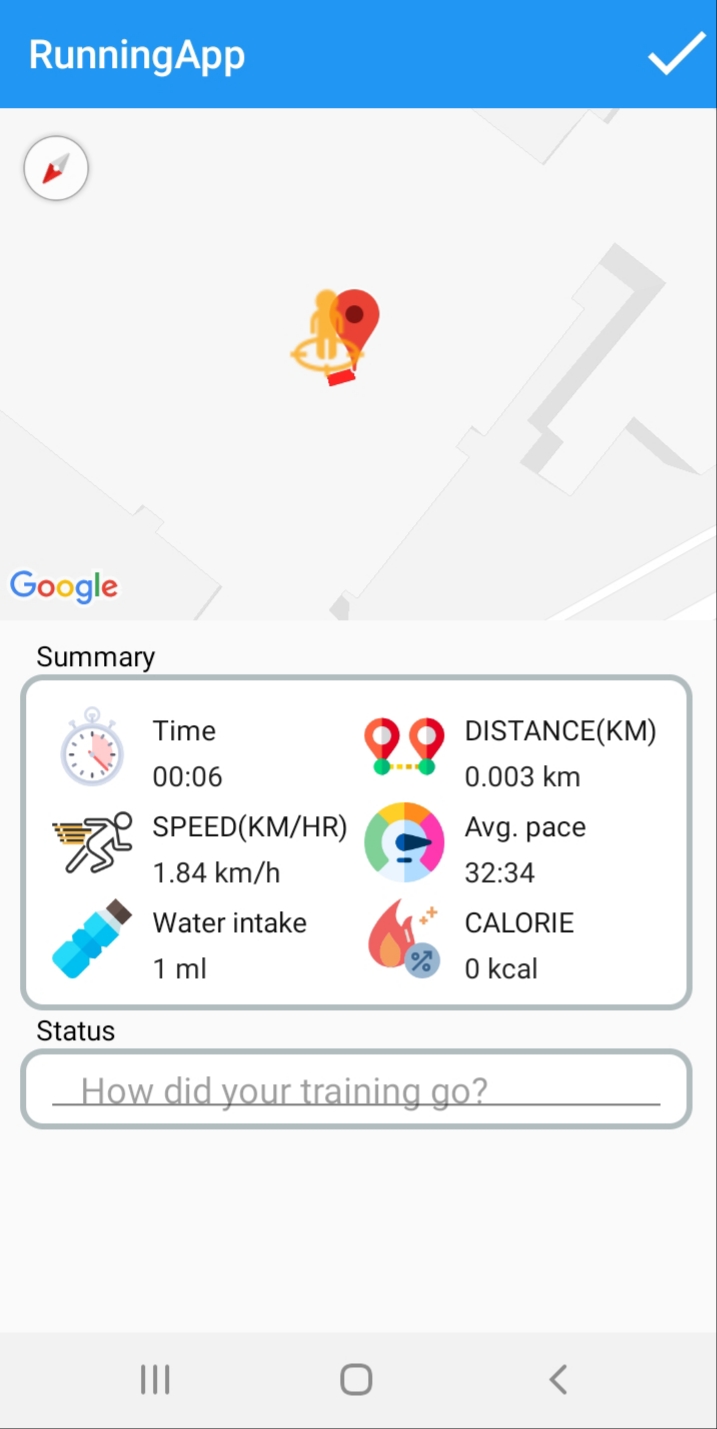 RunningApp
Google
Summary
Time
00:06
DISTANCE(KM)
0.003 km
SPEED(KM/HR)
1.84 km/h
Avg. pace
32:34
Water intake
1 ml
CALORIE
0 kcal
Status
How did your training go?